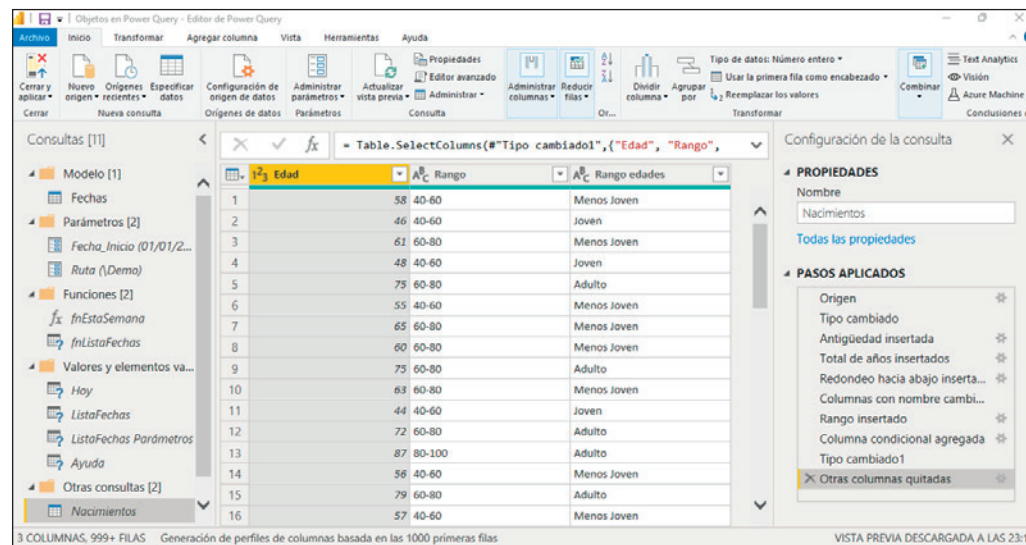 Objetos en Power Query - Editor de Power Query
Archivo Inicio Transformar Agregar columna Vista Herramientas Ayuda
Cerrar y aplicar
Nuevo origen
Orígenes recientes
Especificar datos
Configuración de origen de datos
Administrar parámetros
Actualizar vista previa
Propiedades
Editor avanzado
Administrar
Administrar columnas
Reducir filas
Dividir columna
Agrupar por
Tipo de datos: Número entero
Usar la primera fila como encabezado
Reemplazar los valores
Combinar
Text Analytics
Visión
Azure Machine
Cerrar Nueva consulta Orígenes de datos Parámetros Consulta Or... Transformar Conclusiones
Consultas [11]
Modelo [1]
Fechas
Parámetros [2]
Fecha_Inicio (01/01/2...
Ruta (\Demo)
Funciones [2]
fnEstaSemana
fnListaFechas
Valores y elementos va...
Hoy
ListaFechas
ListaFechas Parámetros
Ayuda
Otras consultas [2]
Nacimientos
fx = Table.SelectColumns(#"Tipo cambiado1",{"Edad", "Rango",
123 Edad ABC Rango ABC Rango edades
1 58 40-60 Menos Joven
2 46 40-60 Joven
3 61 60-80 Menos Joven
4 48 40-60 Joven
5 75 60-80 Adulto
6 55 40-60 Menos Joven
7 65 60-80 Menos Joven
8 60 60-80 Menos Joven
9 75 60-80 Adulto
10 63 60-80 Menos Joven
11 44 40-60 Joven
12 72 60-80 Adulto
13 87 80-100 Adulto
14 56 40-60 Menos Joven
15 79 60-80 Adulto
16 57 40-60 Menos Joven
Configuración de la consulta
PROPIEDADES
Nombre
Nacimientos
Todas las propiedades
PASOS APLICADOS
Origen
Tipo cambiado
Antigüedad insertada
Total de años insertados
Redondeo hacia abajo inserta...
Columnas con nombre cambi...
Rango insertado
Columna condicional agregada
Tipo cambiado1
Otras columnas quitadas
3 COLUMNAS, 999+ FILAS Generación de perfiles de columnas basada en las 1000 primeras filas
VISTA PREVIA DESCARGADA A LAS 23:1